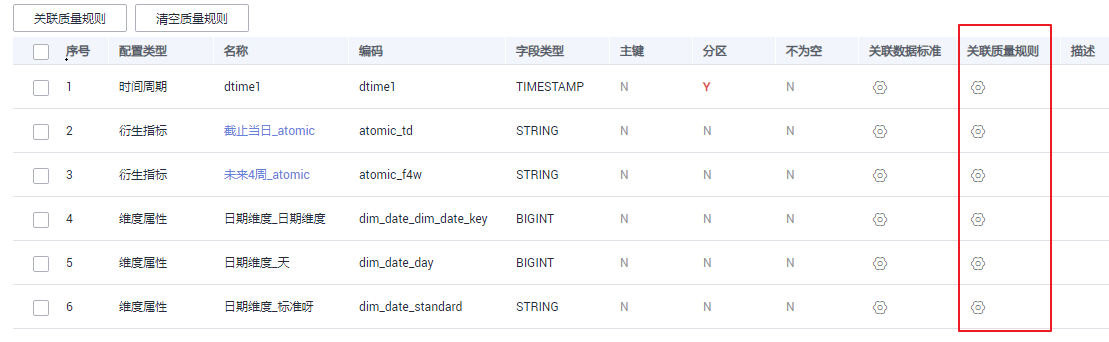 关联质量规则 清空质量规则
序号 配置类型 名称 编码 字段类型 主键 分区 不为空 关联数据标准 关联质量规则 描述
1 时间周期 dtime1 dtime1 TIMESTAMP N Y N
2 衍生指标 截止当日_atomic atomic_td STRING N N N
3 衍生指标 未来4周_atomic atomic_f4w STRING N N N
4 维度属性 日期维度_日期维度 dim_date_dim_date_key BIGINT N N N
5 维度属性 日期维度_天 dim_date_day BIGINT N N N
6 维度属性 日期维度_标准呀 dim_date_standard STRING N N N